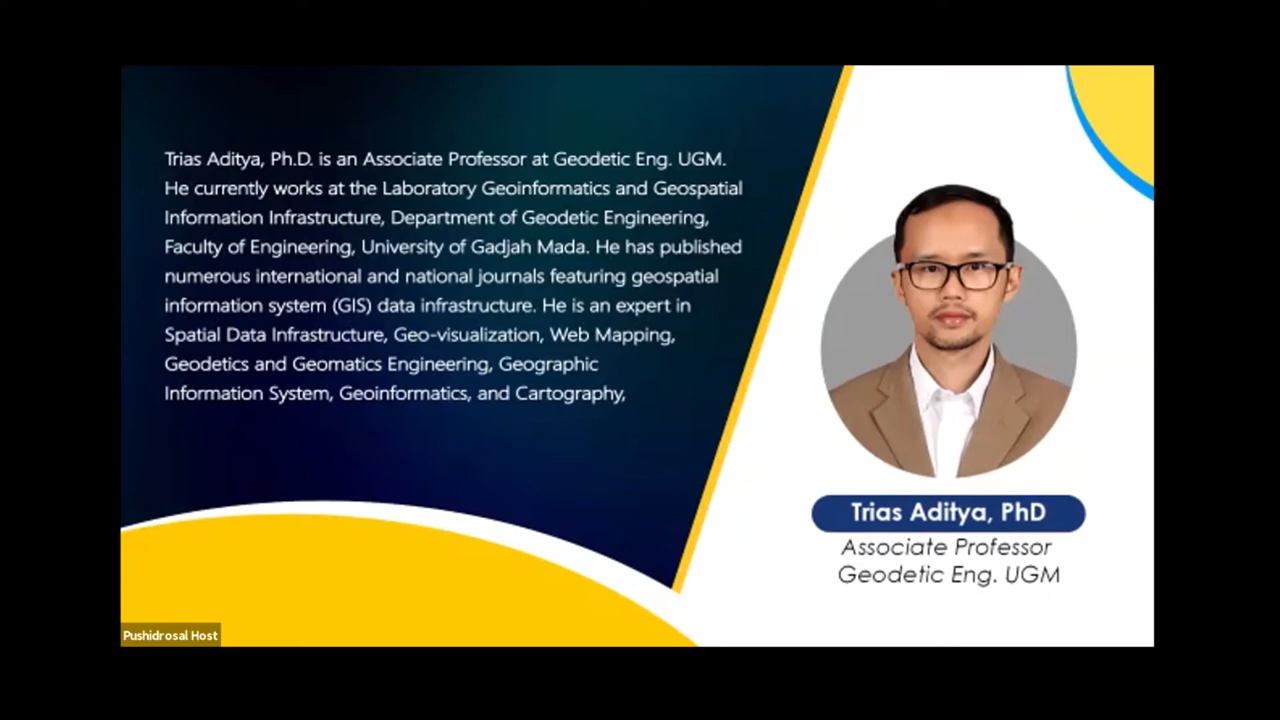 Trias Aditya, Ph.D. is an Associate Professor at Geodetic Eng. UGM.
He currently works at the Laboratory Geoinformatics and Geospatial
Information Infrastructure, Department of Geodetic Engineering,
Faculty of Engineering, University of Gadjah Mada. He has published
numerous international and national journals featuring geospatial
information system (GIS) data infrastructure. He is an expert in
Spatial Data Infrastructure, Geo-visualization, Web Mapping,
Geodetics and Geomatics Engineering, Geographic
Information System, Geoinformatics, and Cartography,
Trias Aditya, PhD
Associate Professor
Geodetic Eng. UGM
Pushidrosal Host